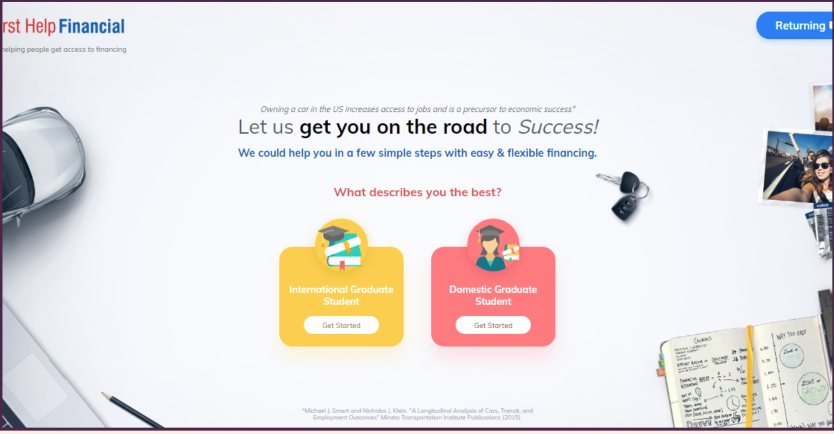 rst Help Financial
helping people get access to financing
Returning
Owning a car in the US increases access to jobs and is a precursor to economic success*
Let us get you on the road to Success!
We could help you in a few simple steps with easy & flexible financing.
What describes you the best?
International Graduate
Student
Get Started
Domestic Graduate
Student
Get Started
GOALS
NOT TOO EASY
*Michael J. Smart and Nicholas J. Klein. "A Longitudinal Analysis of Cars, Transit, and
Employment Outcomes" Mineta Transportation Institute Publications (2015).